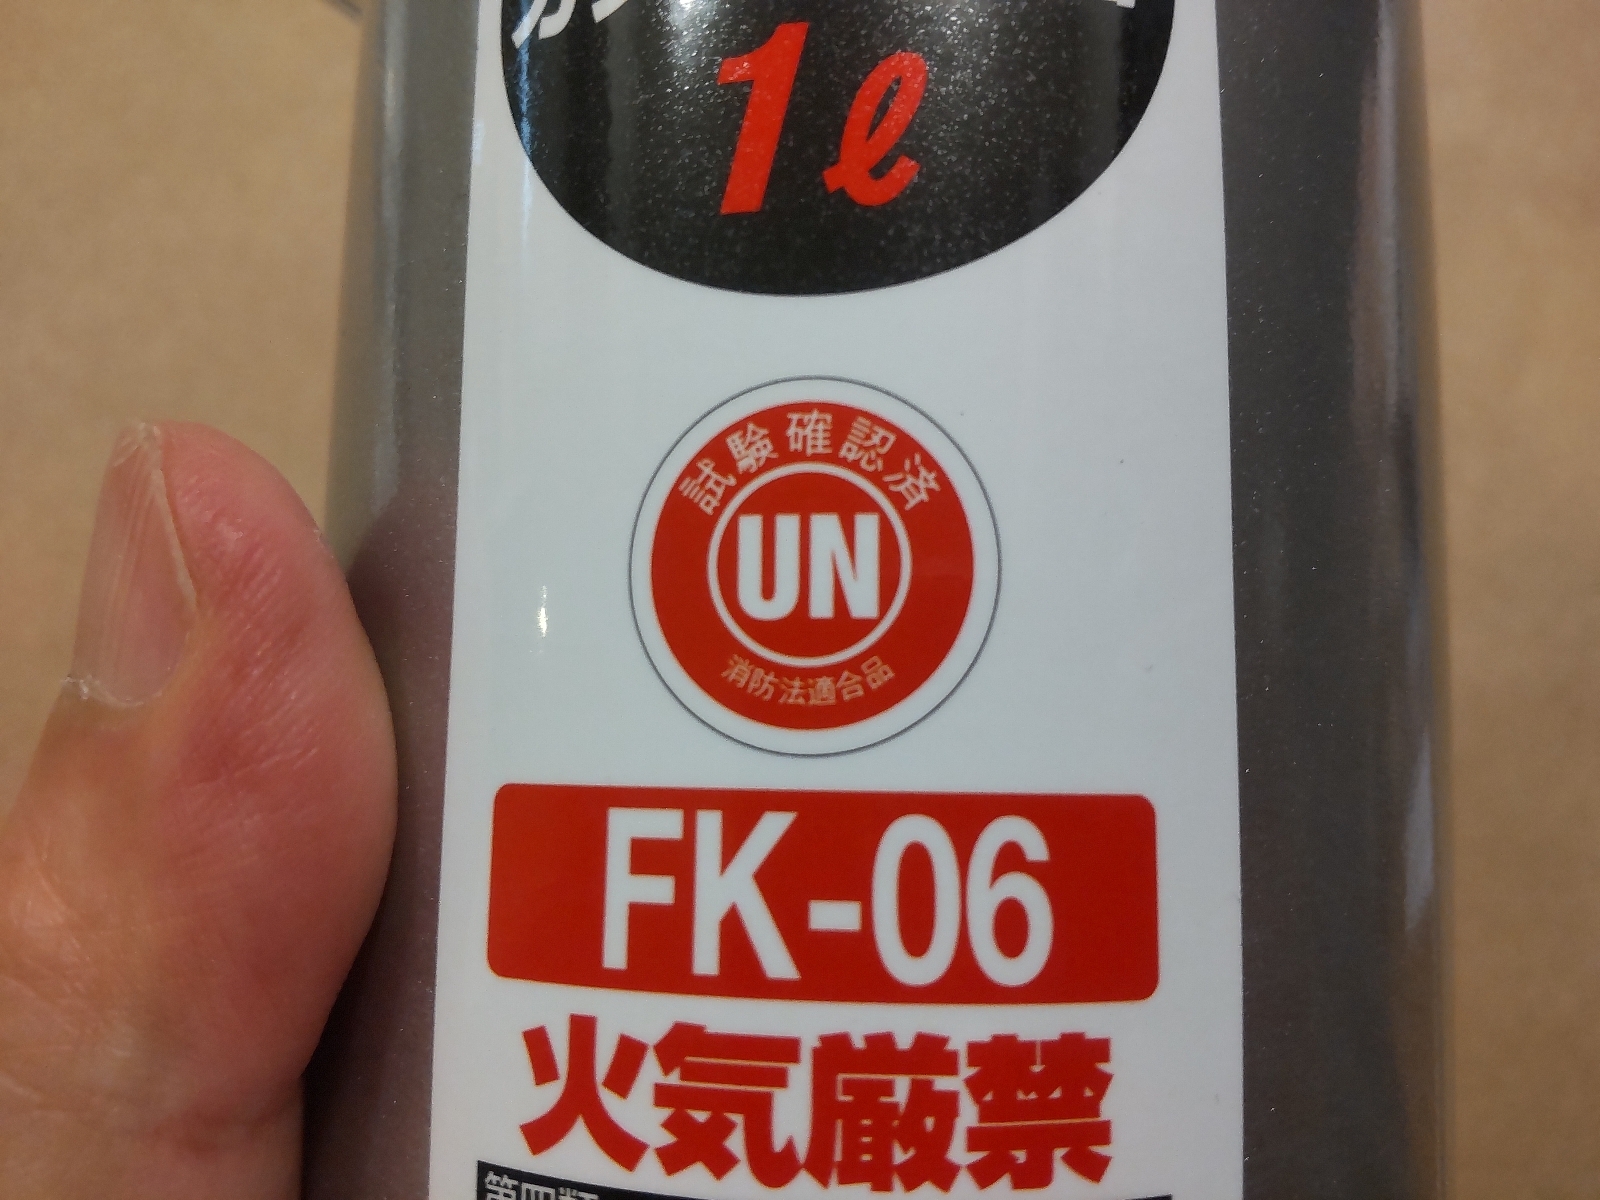 1ℓ
試験確認済
UN
消防法適合品
FK-06
火気厳禁